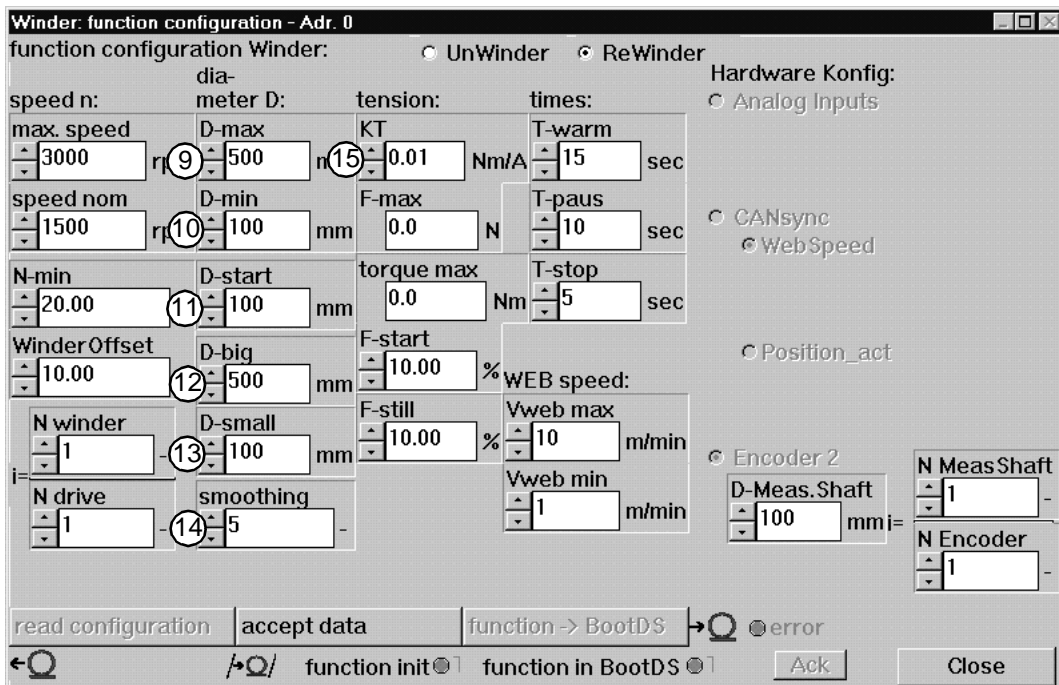 Winder: function configuration - Adr. 0
function configuration Winder: UnWinder ReWinder
Hardware Konfig:
speed n: dia-
meter D: tension: times:
Analog Inputs
max. speed D-max KT T-warm
3000 9 500 15 0.01 Nm/A 15 sec
speed nom D-min F-max T-paus
1500 10 100 mm 0.0 N 10 sec
CANsync
WebSpeed
N-min D-start torque max T-stop
20.00 11 100 mm 0.0 Nm 5 sec
WinderOffset D-big F-start
10.00 12 500 mm 10.00 % WEB speed:
Position_act
N winder D-small F-still Vweb max
1 - 13 100 mm 10.00 % 10 m/min
i=
N drive smoothing Vweb min
1 - 14 5 - 1 m/min
Encoder 2
D-Meas.Shaft
100 mm i=
N MeasShaft
1 -
N Encoder
1 -
read configuration accept data function -> BootDS error
function init function in BootDS Ack Close